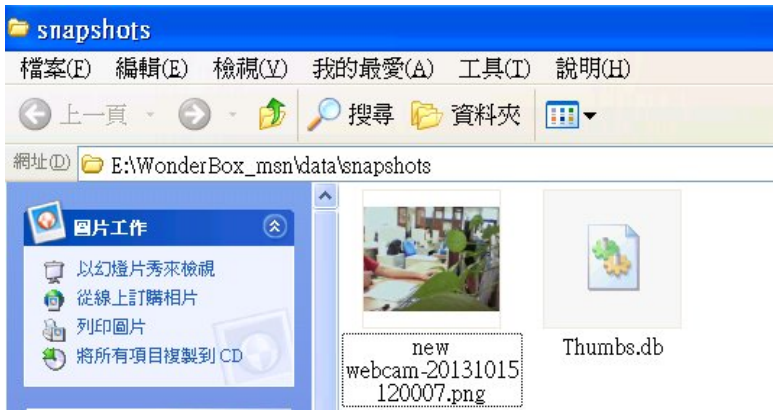 snapshots
檔案(F) 編輯(E) 檢視(V) 我的最愛(A) 工具(T) 說明(H)
上一頁 搜尋 資料夾
網址(D) E:\WonderBox_msn\data\snapshots
圖片工作
以幻燈片秀來檢視
從線上訂購相片
列印圖片
將所有項目複製到 CD
new
webcam-20131015
120007.png
Thumbs.db